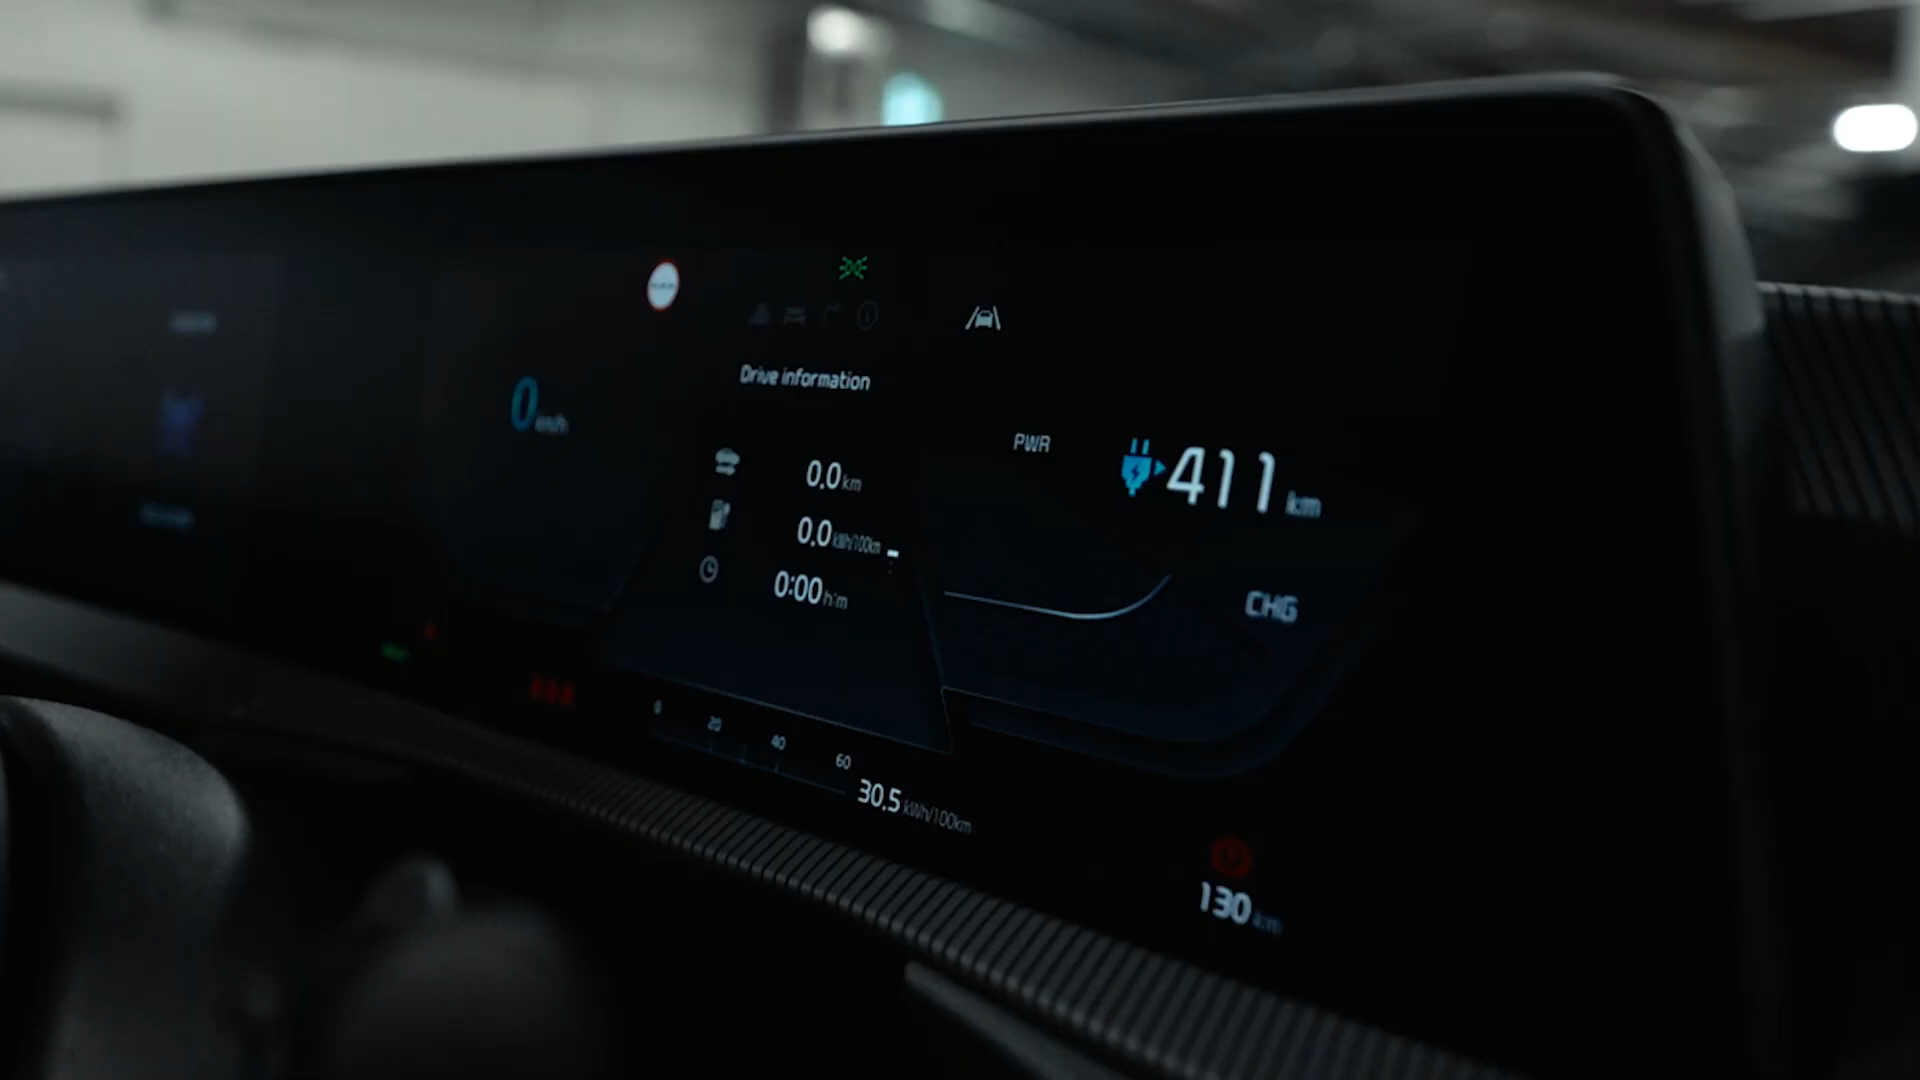 Drive information
0 km/h
PWR
411 km
0.0 km
0.0 kWh/100km
0:00 h:m
CHG
0 20 40 60
30.5 kWh/100km
130 km